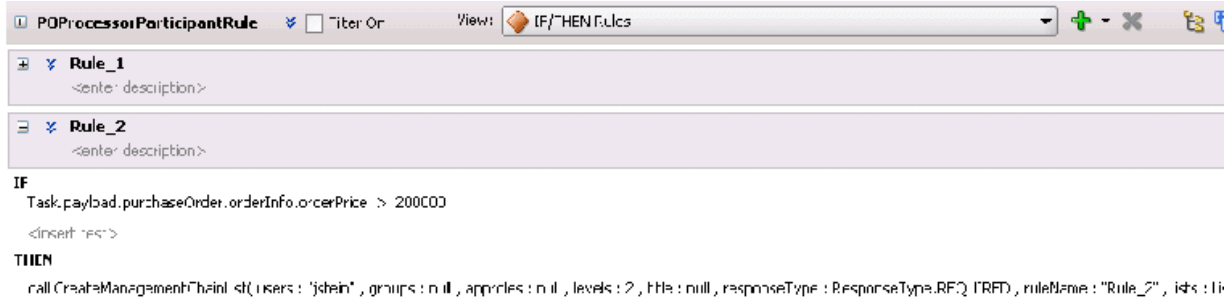 POProcessorParticipantRule Filter On View: IF/THEN Rules
Rule_1
<enter description>
Rule_2
<enter description>
IF
Task.payload.purchaseOrder.orderInfo.orderPrice > 200000
<insert test>
THEN
call CreateManagementChainList( users : "jstein" , groups : null , approles : null , levels : 2 , title : null , responseType : ResponseType.REQUIRED , ruleName : "Rule_2" , lists : Lis